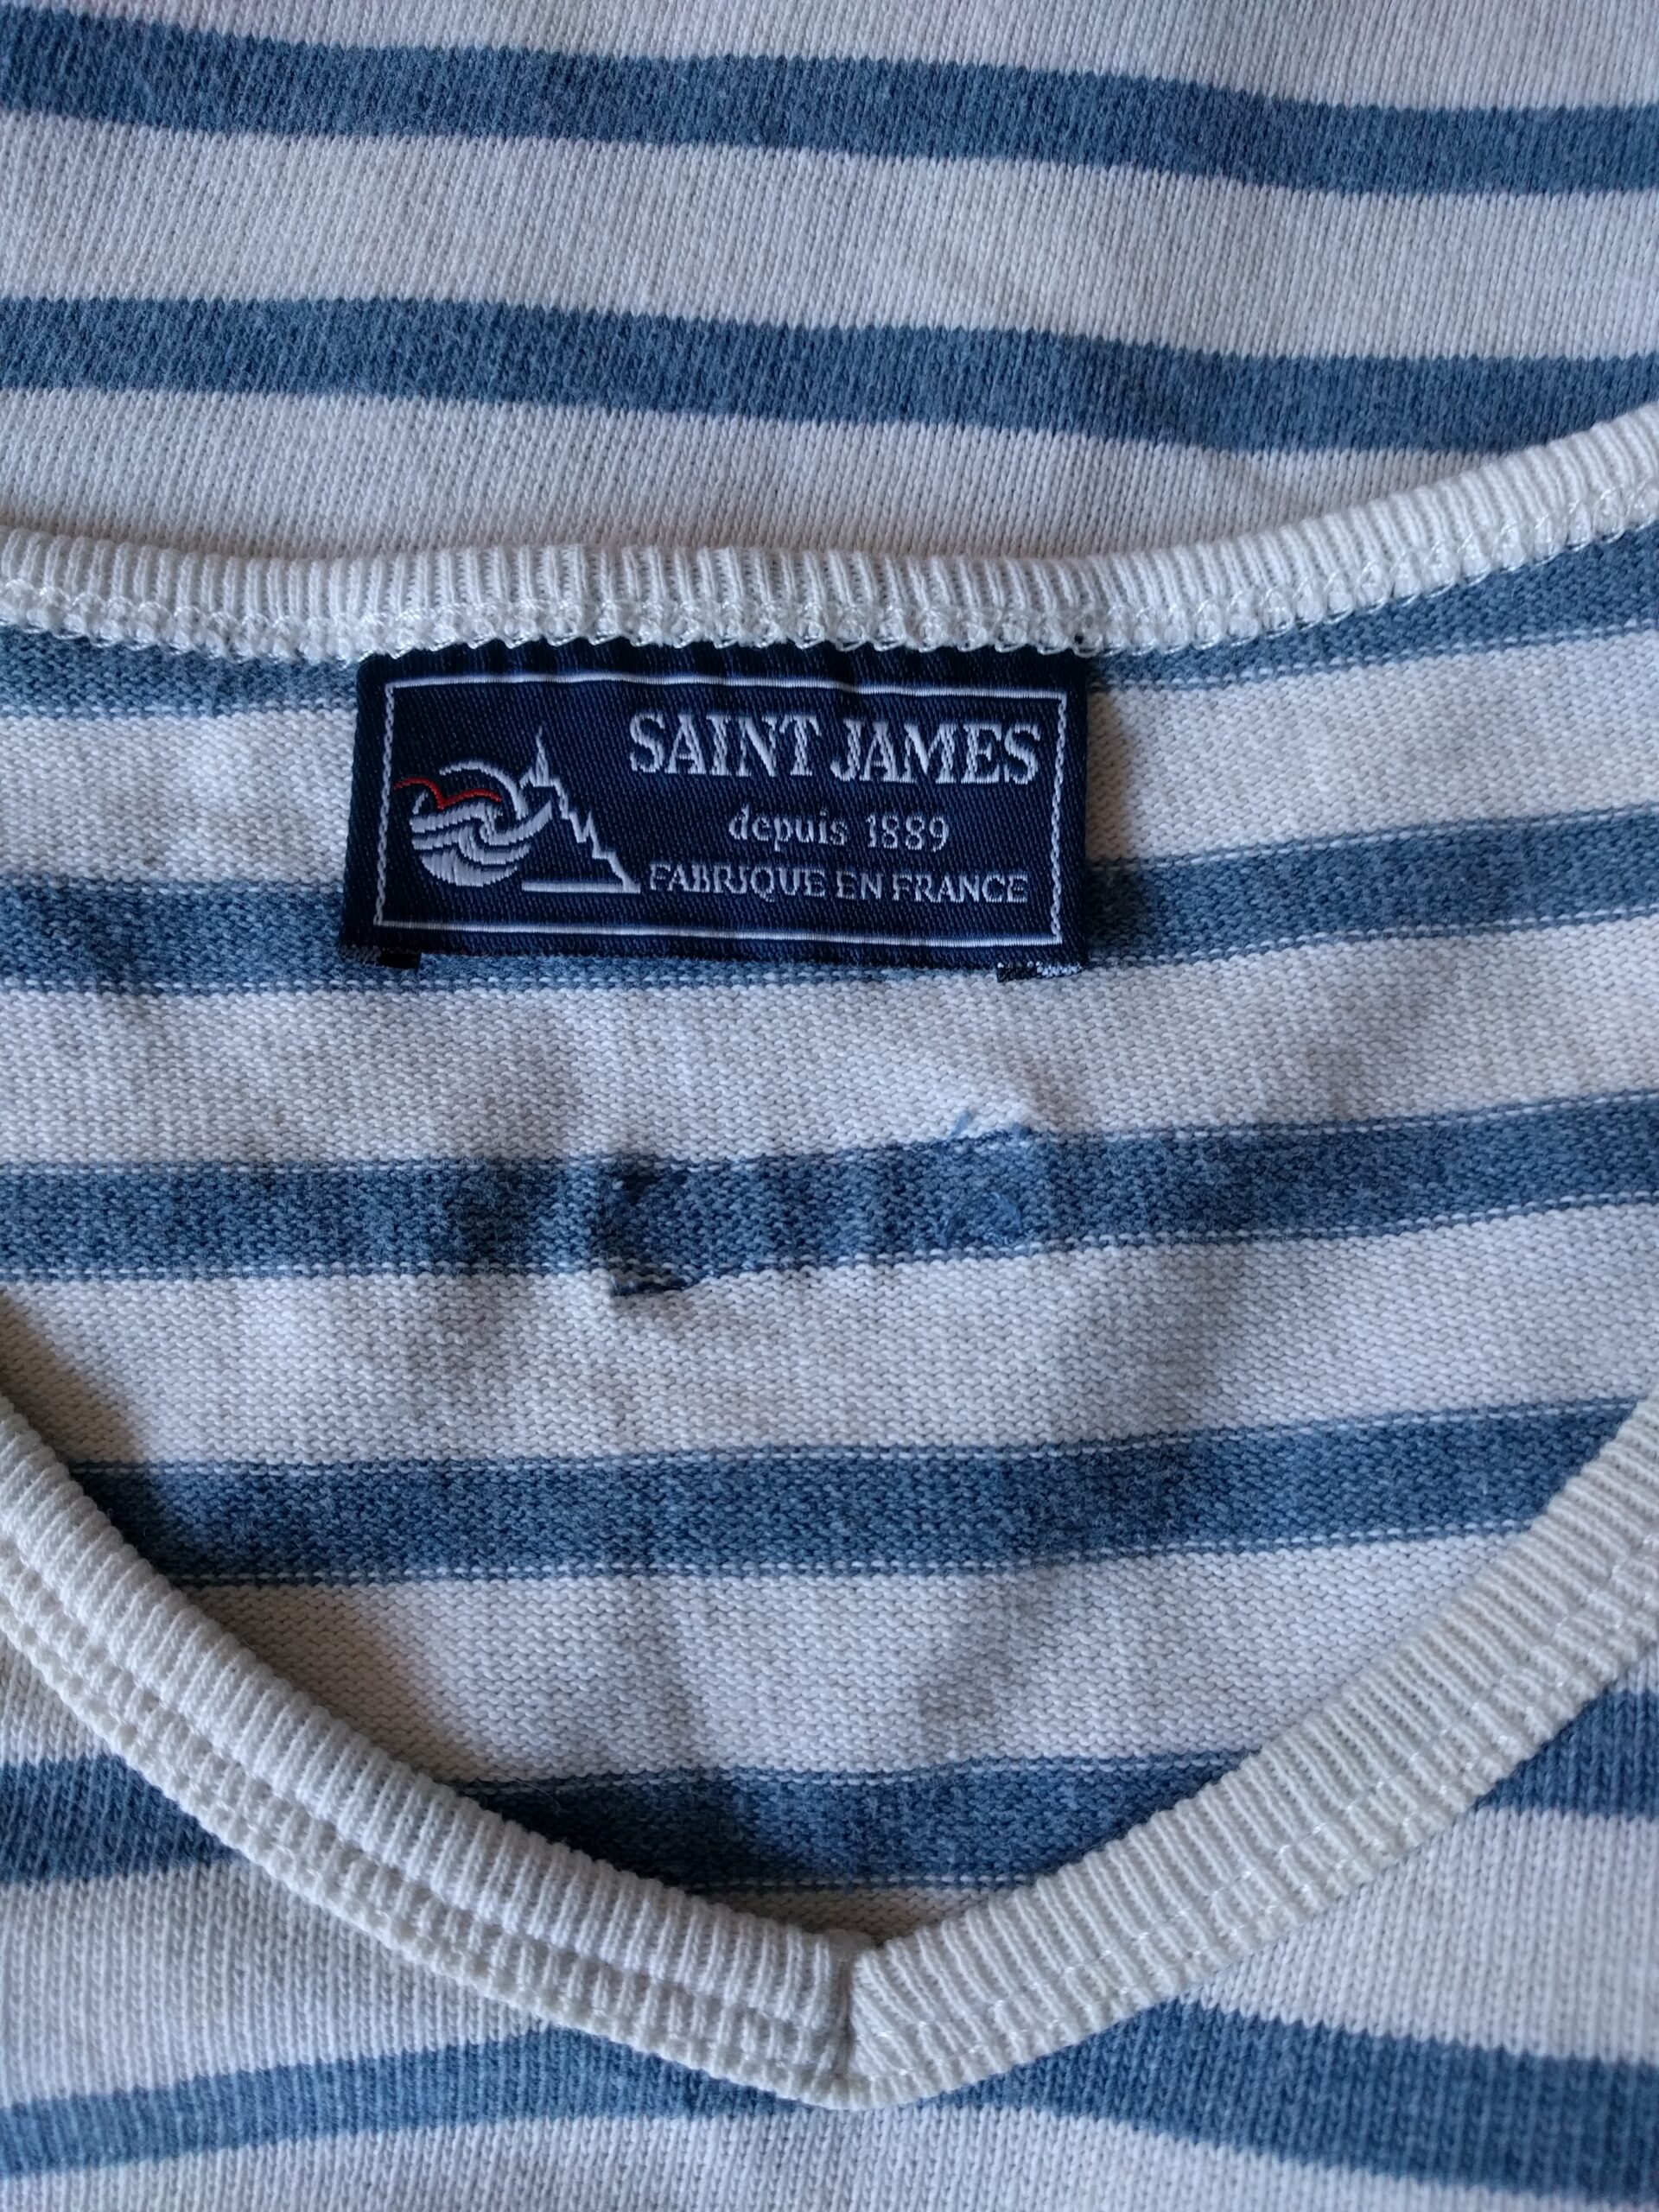 SAINT JAMES
depuis 1889
FABRIQUE EN FRANCE